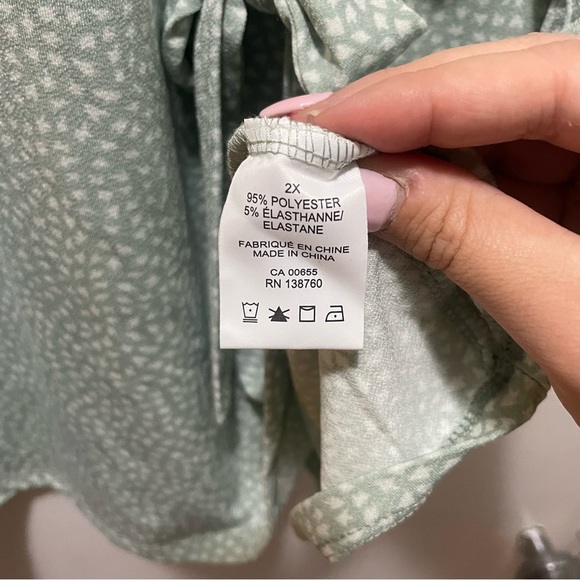 2X
95% POLYESTER
5% ÉLASTHANNE/
ELASTANE
FABRIQUÉ EN CHINE
MADE IN CHINA
CA 00655
RN 138760